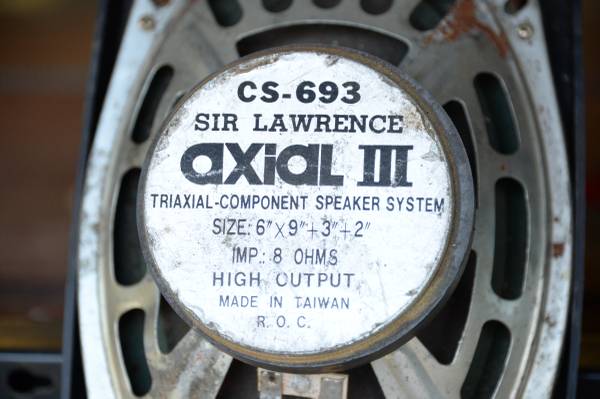 CS-693
SIR LAWRENCE
axiaL III
TRIAXIAL-COMPONENT SPEAKER SYSTEM
SIZE: 6"×9"+3"+2"
IMP.: 8 OHMS
HIGH OUTPUT
MADE IN TAIWAN
R. O. C.